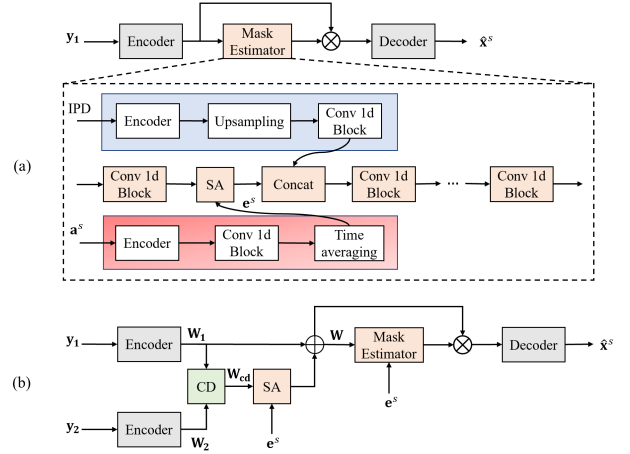 y₁ Encoder Mask Estimator Decoder x̂ˢ
(a)
IPD Encoder Upsampling Conv 1d Block
Conv 1d Block SA eˢ Concat Conv 1d Block ... Conv 1d Block
aˢ Encoder Conv 1d Block Time averaging
(b)
y₁ Encoder W₁ W Mask Estimator Decoder x̂ˢ
CD W_cd SA eˢ
y₂ Encoder W₂ eˢ